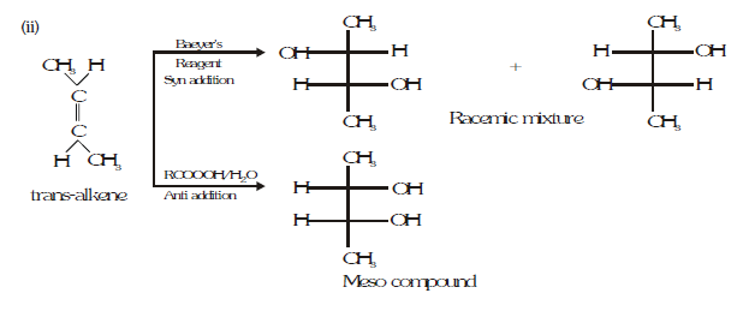 (ii)
CH₃ H
C
C
H CH₃
trans-alkene
Baeyer's
Reagent
Syn addition
CH₃
OH H
H OH
CH₃
+
CH₃
H OH
OH H
CH₃
Racemic mixture
RCOOOH/H₂O
Anti addition
CH₃
H OH
H OH
CH₃
Meso compound